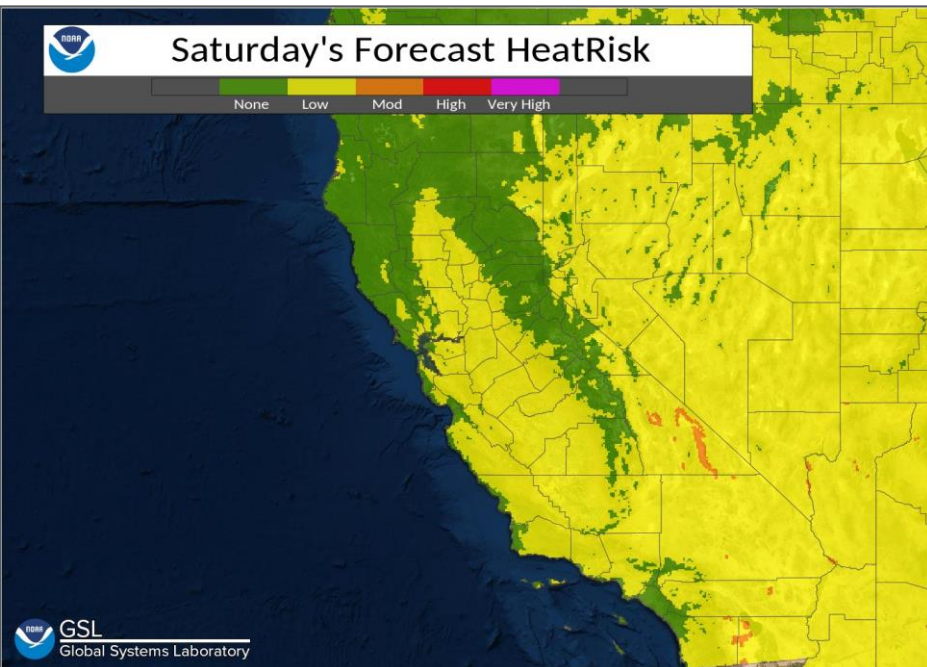 NOAA
Saturday's Forecast HeatRisk
None Low Mod High Very High
NOAA
GSL
Global Systems Laboratory